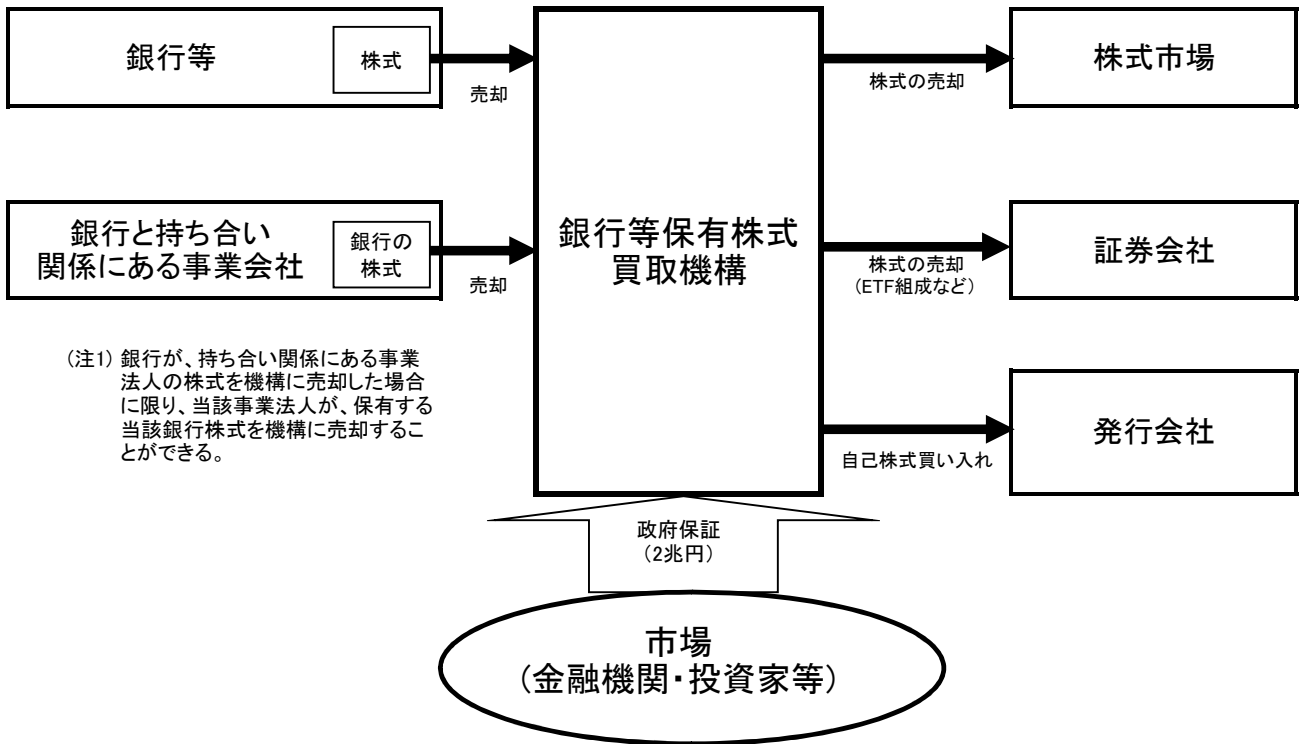 銀行等
株式
売却
銀行と持ち合い
関係にある事業会社
銀行の
株式
売却
(注1) 銀行が、持ち合い関係にある事業
法人の株式を機構に売却した場合
に限り、当該事業法人が、保有する
当該銀行株式を機構に売却するこ
とができる。
銀行等保有株式
買取機構
株式の売却
株式市場
株式の売却
(ETF組成など)
証券会社
自己株式買い入れ
発行会社
政府保証
(2兆円)
市場
(金融機関・投資家等)